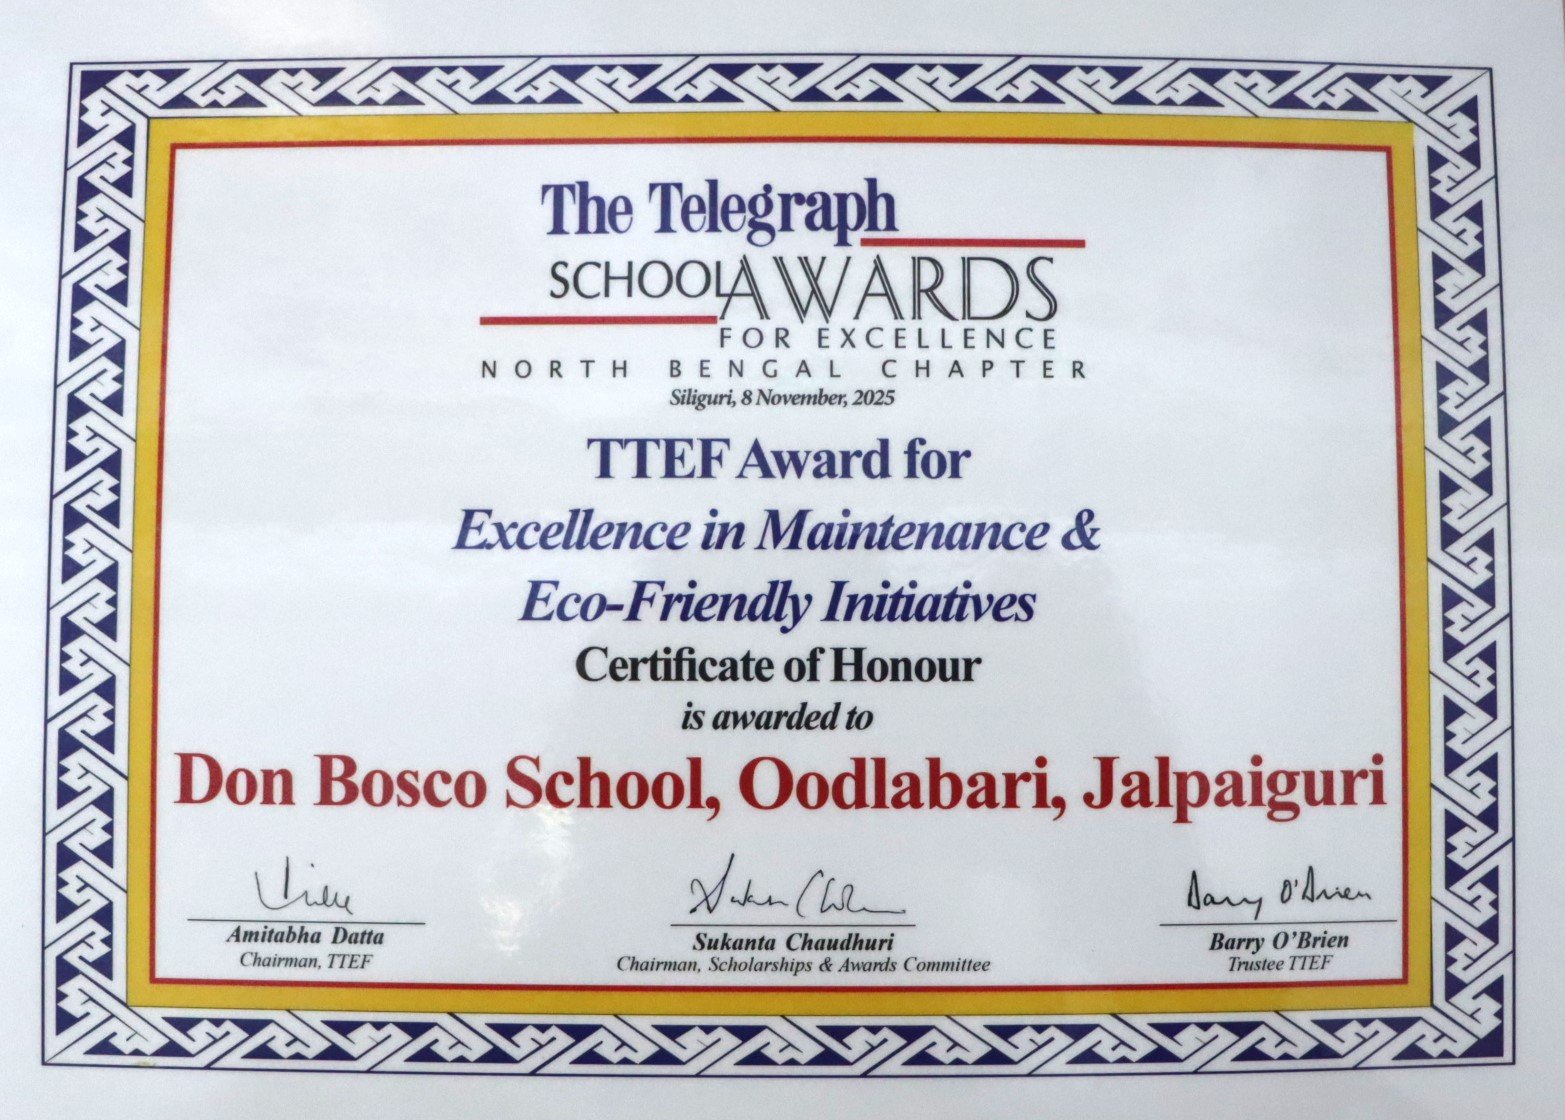 The Telegraph
SCHOOL AWARDS
FOR EXCELLENCE
NORTH BENGAL CHAPTER
Siliguri, 8 November, 2025
TTEF Award for
Excellence in Maintenance &
Eco-Friendly Initiatives
Certificate of Honour
is awarded to
Don Bosco School, Oodlabari, Jalpaiguri
Barry O'Brien
Amitabha Datta
Chairman, TTEF
Sukanta Chaudhuri
Chairman, Scholarships & Awards Committee
Barry O'Brien
Trustee TTEF